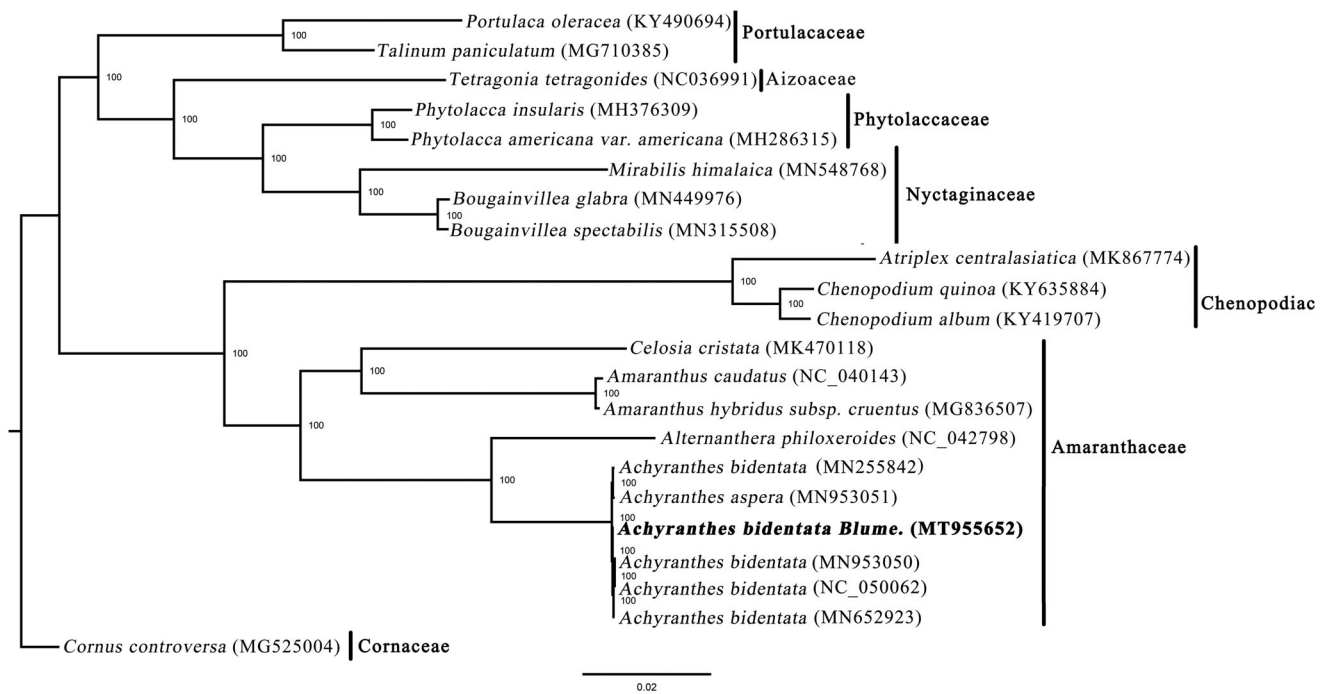 Portulaca oleracea (KY490694)
100
Portulacaceae
Talinum paniculatum (MG710385)
100
Tetragonia tetragonides (NC036991)
Aizoaceae
Phytolacca insularis (MH376309)
100
100
Phytolaccaceae
Phytolacca americana var. americana (MH286315)
100
Mirabilis himalaica (MN548768)
100
Nyctaginaceae
Bougainvillea glabra (MN449976)
100
Bougainvillea spectabilis (MN315508)
Atriplex centralasiatica (MK867774)
100
Chenopodium quinoa (KY635884)
100
Chenopodiac
Chenopodium album (KY419707)
Celosia cristata (MK470118)
100
100
Amaranthus caudatus (NC_040143)
100
Amaranthus hybridus subsp. cruentus (MG836507)
100
Alternanthera philoxeroides (NC_042798)
Amaranthaceae
Achyranthes bidentata (MN255842)
100
100
Achyranthes aspera (MN953051)
100
Achyranthes bidentata Blume. (MT955652)
100
Achyranthes bidentata (MN953050)
100
Achyranthes bidentata (NC_050062)
100
Achyranthes bidentata (MN652923)
Cornus controversa (MG525004)
Cornaceae
0.02